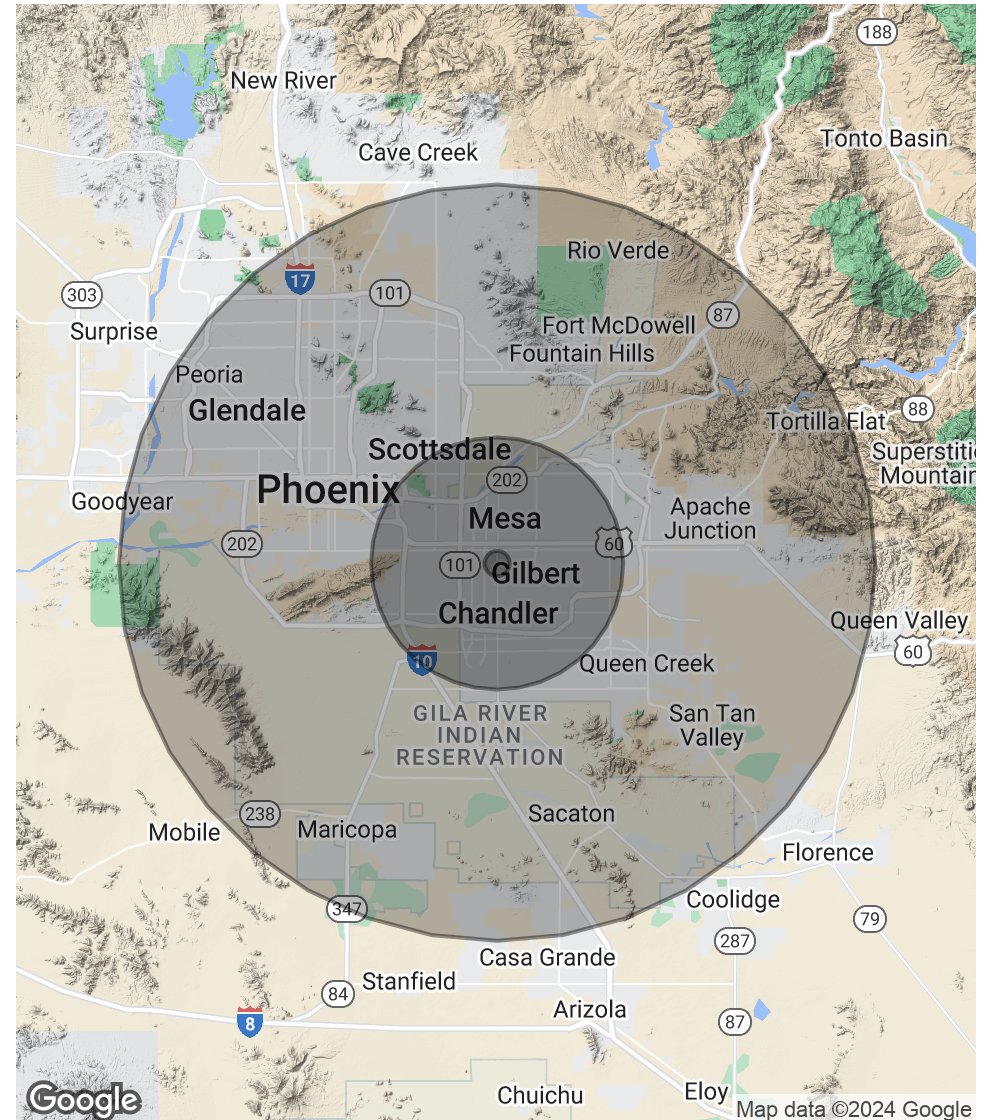 188
New River
Tonto Basin
Cave Creek
Rio Verde
17
303
101
87
Surprise
Fort McDowell
Fountain Hills
Peoria
Glendale
88
Tortilla Flat
Scottsdale
Superstiti
Mountain
202
Phoenix
Goodyear
Mesa
Apache
Junction
202
60
101
Gilbert
Chandler
Queen Valley
60
10
Queen Creek
GILA RIVER
INDIAN
RESERVATION
San Tan
Valley
238
Sacaton
Mobile
Maricopa
Florence
Coolidge
347
79
287
Casa Grande
Stanfield
84
Arizola
8
87
Chuichu
Eloy
Google
Map data ©2024 Google